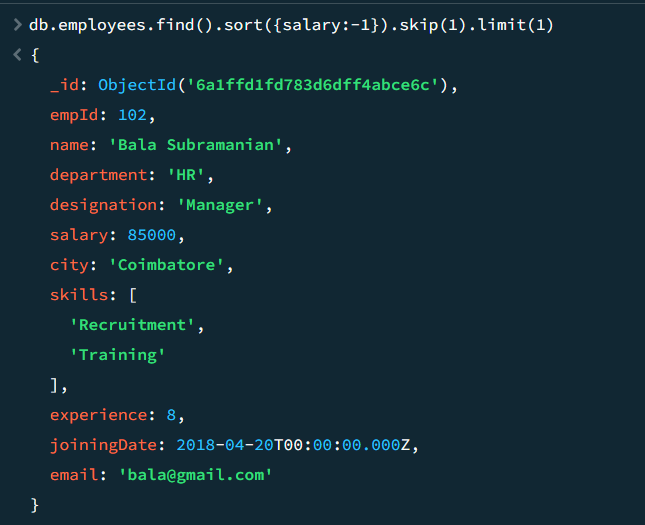 > db.employees.find().sort({salary:-1}).skip(1).limit(1)
< {
_id: ObjectId('6a1ffd1fd783d6dff4abce6c'),
empId: 102,
name: 'Bala Subramanian',
department: 'HR',
designation: 'Manager',
salary: 85000,
city: 'Coimbatore',
skills: [
'Recruitment',
'Training'
],
experience: 8,
joiningDate: 2018-04-20T00:00:00.000Z,
email: 'bala@gmail.com'
}